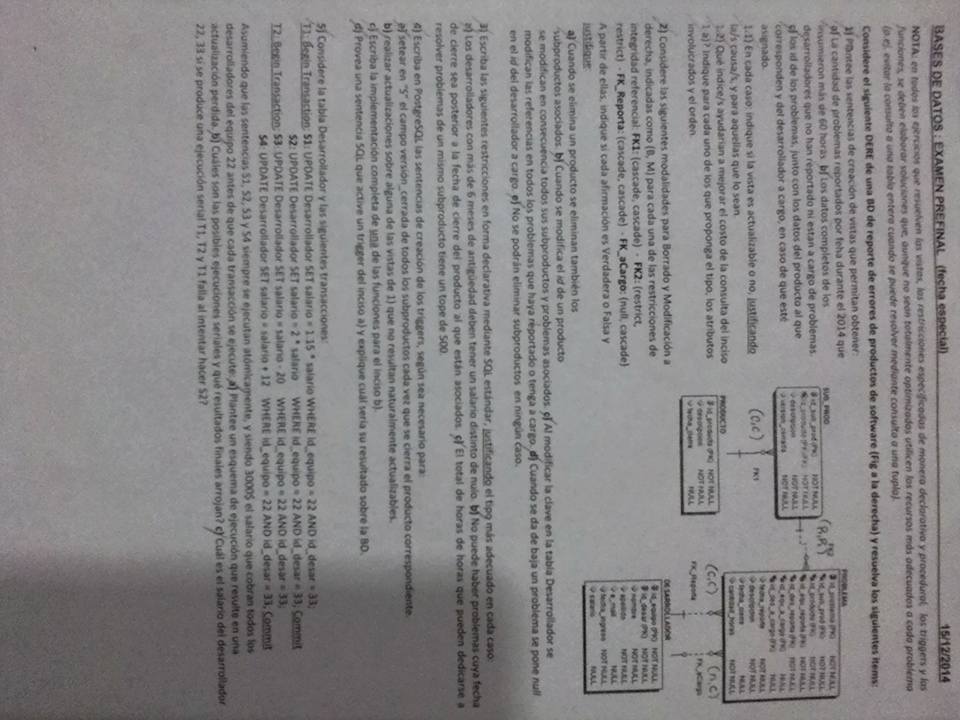 BASES DE DATOS : EXAMEN PREFINAL (fecha especial) 15/12/2014
NOTA: en todos los ejercicios que resuelven las vistas, las restricciones especificadas de manera declarativa y procedural, los triggers y las
funciones, se deben elaborar soluciones que, aunque no sean totalmente optimizadas utilicen los recursos más adecuados a cada problema
(p.ej. evitar la consulta a una tabla entera cuando se puede resolver mediante consulta a una tupla).
Considere el siguiente DERE de una BD de reporte de errores de productos de software (Fig a la derecha) y resuelva los siguientes ítems:
1) Plantee las sentencias de creación de vistas que permitan obtener:
a) La cantidad de problemas reportados por feha durante el 2014 que
insumieron más de 60 horas. b) Los datos completos de los
desarrolladores que no han reportado ni estan a cargo de problemas.
c) los id de los problemas, junto con los datos del producto al que
corresponden y del desarrollador a cargo, en caso de que esté
asignado.
1.1) En cada caso: indique si la vista es actualizable o no, justificando
la/s causa/s, y para aquellas que lo sean
1.2) Qué índice/s ayudarían a mejorar el costo de la consulta del inciso
1 a)? Indique para cada uno de los que proponga el tipo, los atributos
involucrados y el orden.
SUB_PROD
id_sub_prod (PK) NOT NULL
id_producto (PK)(FK) NOT NULL
descripcion NOT NULL
version_cerrada NOT NULL
(R,R)
FK2
(C,C)
FK1
PRODUCTO
id_producto (PK) NOT NULL
descripcion NOT NULL
fecha_cierre NULL
PROBLEMA
id_problema (PK) NOT NULL
id_sub_prod (FK) NOT NULL
id_producto (FK) NOT NULL
id_equ_reporta (FK) NOT NULL
id_des_reporta (FK) NOT NULL
id_equ_a_cargo (FK) NULL
id_des_a_cargo (FK) NULL
fecha_reporte NOT NULL
descripcion NOT NULL
fecha_cierre NULL
cantidad_horas NOT NULL
(C,C)
FK_Reporta
(n,C)
FK_aCargo
DESARROLLADOR
id_equipo (PK) NOT NULL
id_desar (PK) NOT NULL
nombre NOT NULL
apellido NOT NULL
e_mail NULL
fecha_ingreso NOT NULL
salario NULL
2) Considere las siguientes modalidades para Borrado y Modificación a
derecha, indicadas como (B, M) para cada una de las restricciones de
integridad referencial: FK1: (cascade, cascade) - FK2: (restrict,
restrict) - FK_Reporta: (cascade, cascade) - FK_aCargo: (null, cascade)
A partir de ellas, indique si cada afirmación es Verdadera o Falsa y
justifique:
a) Cuando se elimina un producto se eliminan también los
subproductos asociados. b) Cuando se modifica el id de un producto
se modifican en consecuencia todos sus subproductos y problemas asociados. c) Al modificar la clave en la tabla Desarrollador se
modifican las referencias en todos los problemas que haya reportado o tenga a cargo. d) Cuando se da de baja un problema se pone null
en el id del desarrollador a cargo. e) No se podrán eliminar subproductos en ningún caso.
3) Escriba las siguientes restricciones en forma declarativa mediante SQL estándar, justificando el tipo más adecuado en cada caso:
a) Los desarrolladores con más de 6 meses de antigüedad deben tener un salario distinto de nulo. b) No puede haber problemas cuya fecha
de cierre sea posterior a la fecha de cierre del producto al que están asociados. c) El total de horas de horas que pueden dedicarse a
resolver problemas de un mismo subproducto tiene un tope de 500.
4) Escriba en PostgreSQL las sentencias de creación de los triggers, según sea necesario para:
a) setear en "S" el campo versión_cerrada de todos los subproductos cada vez que se cierra el producto correspondiente.
b) realizar actualizaciones sobre alguna de las vistas de 1) que no resultan naturalmente actualizables.
c) Escriba la implementación completa de una de las funciones para el inciso b).
d) Provea una sentencia SQL que active un trigger del inciso a) y explique cuál sería su resultado sobre la BD.
5) Considere la tabla Desarrollador y las siguientes transacciones:
T1: Begin Transaction; S1: UPDATE Desarrollador SET salario = 1.15 * salario WHERE id_equipo = 22 AND id_desar = 33;
S2: UPDATE Desarrollador SET salario = 2 * salario WHERE id_equipo = 22 AND id_desar = 33; Commit
T2: Begin Transaction; S3: UPDATE Desarrollador SET salario = salario - 20 WHERE id_equipo = 22 AND id_desar = 33;
S4: UPDATE Desarrollador SET salario = salario + 12 WHERE id_equipo = 22 AND id_desar = 33; Commit
Asumiendo que las sentencias S1, S2, S3 y S4 siempre se ejecutan atómicamente, y siendo 3000$ el salario que cobran todos los
desarrolladores del equipo 22 antes de que cada transacción se ejecute: a) Plantee un esquema de ejecución que resulte en una
actualización perdida. b) Cuáles son las posibles ejecuciones seriales y qué resultados finales arrojan? c) Cuál es el salario del desarrollador
22, 33 si se produce una ejecución serial T1, T2 y T1 falla al intentar hacer S2?